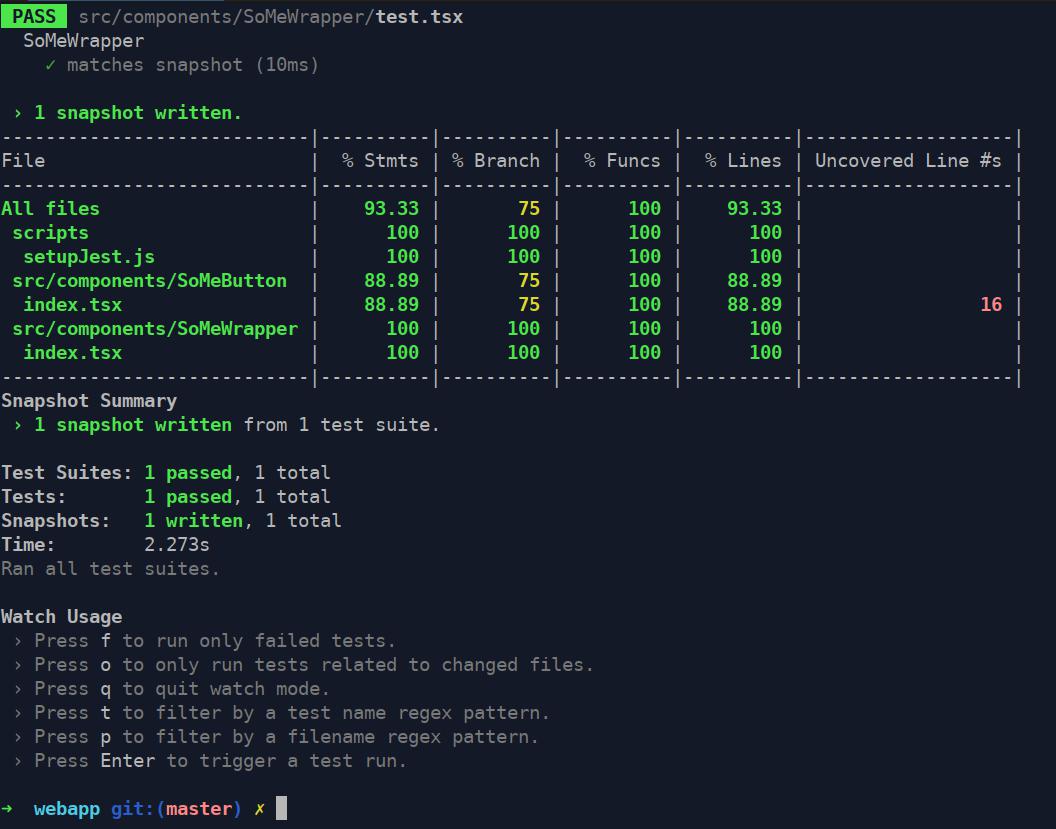 PASS src/components/SoMeWrapper/test.tsx
SoMeWrapper
✓ matches snapshot (10ms)
› 1 snapshot written.
----------------------------|----------|----------|----------|----------|-------------------|
File                        |  % Stmts | % Branch |  % Funcs |  % Lines | Uncovered Line #s |
----------------------------|----------|----------|----------|----------|-------------------|
All files                   |    93.33 |       75 |      100 |    93.33 |                   |
 scripts                    |      100 |      100 |      100 |      100 |                   |
  setupJest.js              |      100 |      100 |      100 |      100 |                   |
 src/components/SoMeButton  |    88.89 |       75 |      100 |    88.89 |                   |
  index.tsx                 |    88.89 |       75 |      100 |    88.89 |                16 |
 src/components/SoMeWrapper |      100 |      100 |      100 |      100 |                   |
  index.tsx                 |      100 |      100 |      100 |      100 |                   |
----------------------------|----------|----------|----------|----------|-------------------|
Snapshot Summary
› 1 snapshot written from 1 test suite.
Test Suites: 1 passed, 1 total
Tests:       1 passed, 1 total
Snapshots:   1 written, 1 total
Time:        2.273s
Ran all test suites.
Watch Usage
› Press f to run only failed tests.
› Press o to only run tests related to changed files.
› Press q to quit watch mode.
› Press t to filter by a test name regex pattern.
› Press p to filter by a filename regex pattern.
› Press Enter to trigger a test run.
➜  webapp git:(master) ✗